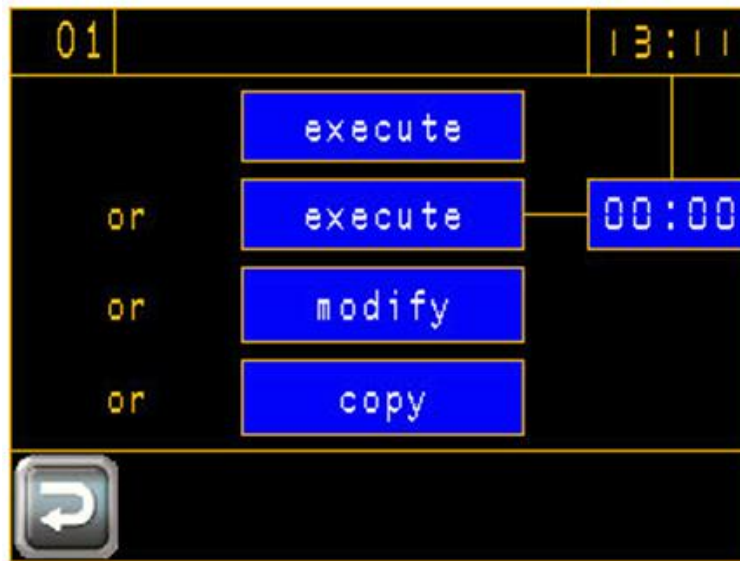 01 13:11
execute
or execute 00:00
or modify
or copy